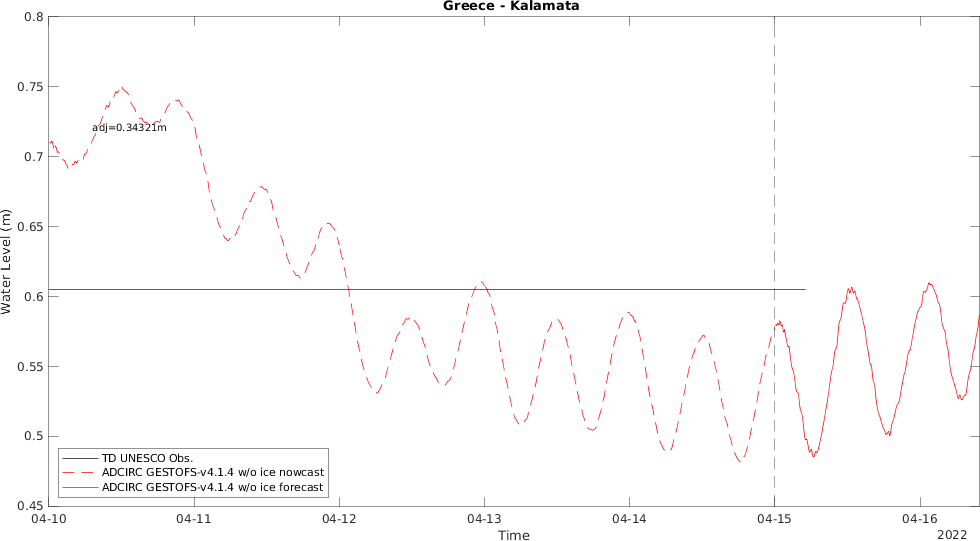 Greece - Kalamata
0.8
0.75
0.7
0.65
0.6
0.55
0.5
0.45
Water Level (m)
adj=0.34321m
TD UNESCO Obs.
ADCIRC GESTOFS-v4.1.4 w/o ice nowcast
ADCIRC GESTOFS-v4.1.4 w/o ice forecast
04-10 04-11 04-12 04-13 04-14 04-15 04-16
Time
2022